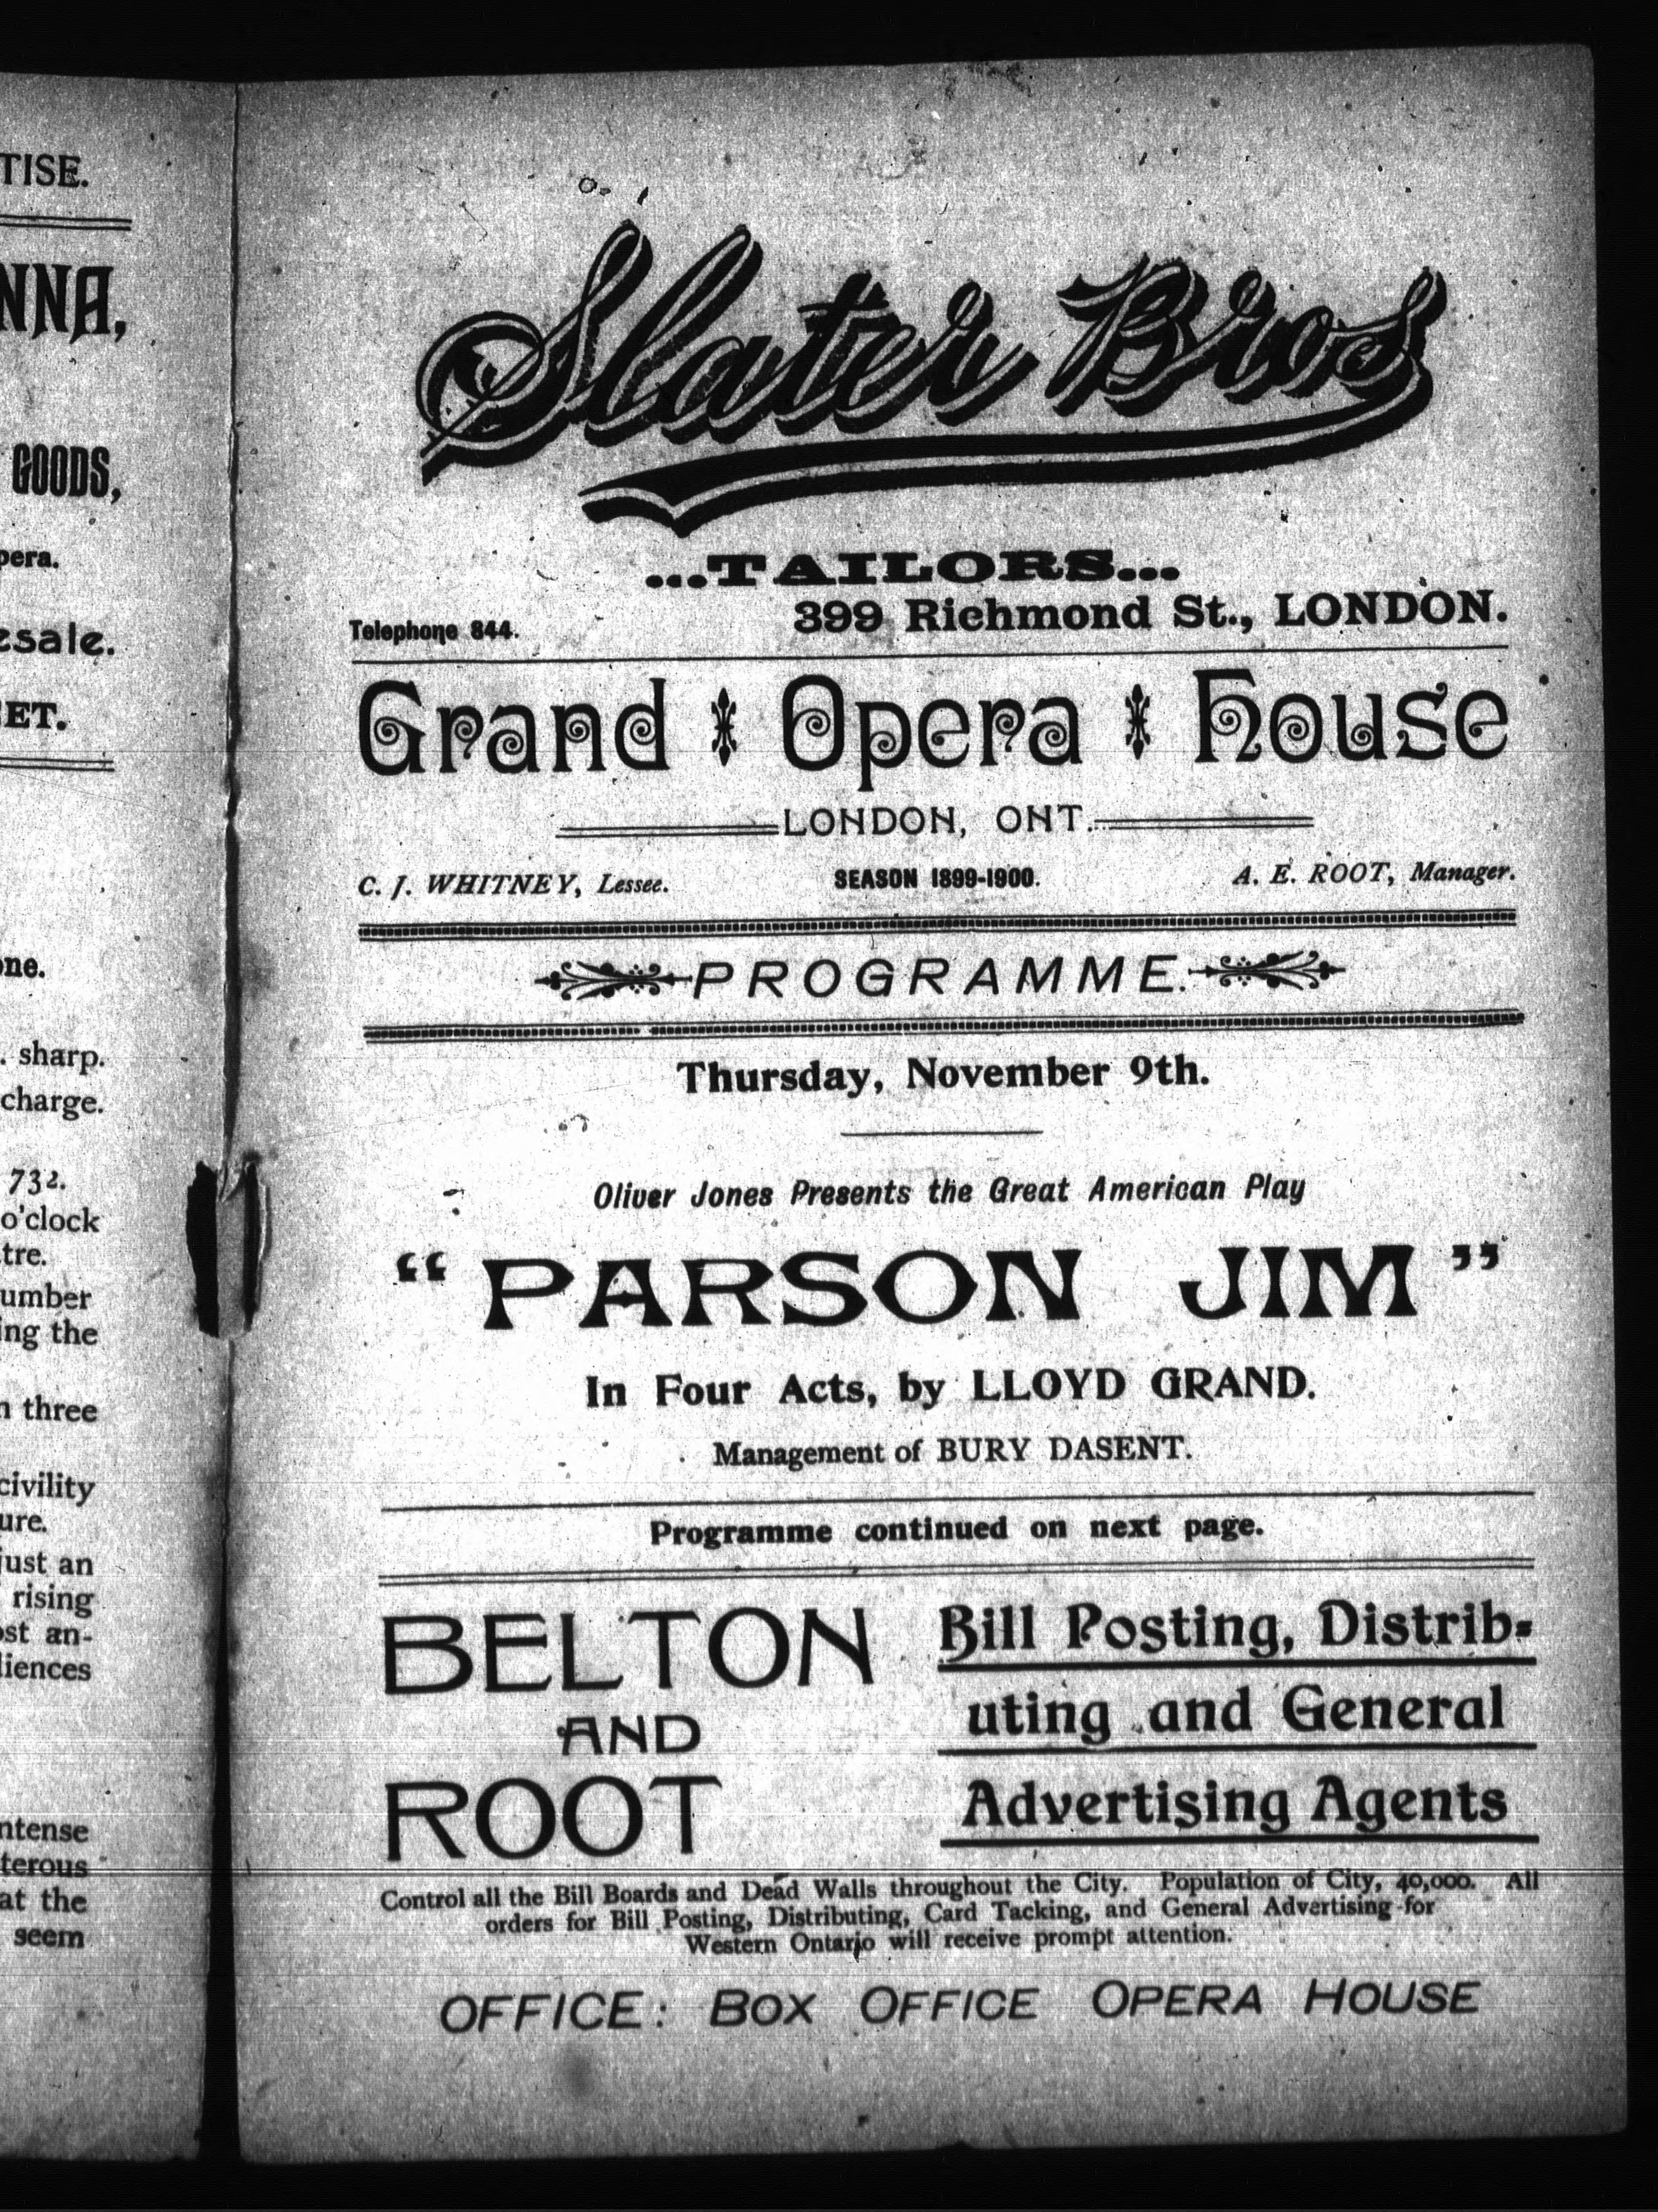 TISE.
GOODS,
sale.
ET.
sharp.
charge.
732.
o'clock
tre.
umber
ing the
three
civility
ure.
just an
rising
st an-
iences
ntense
terous
at the
seem
Slater Bros
...TAILORS...
Telephone 844. 399 Richmond St., LONDON.
Grand Opera House
LONDON, ONT.
C. J. WHITNEY, Lessee. SEASON 1899-1900. A. E. ROOT, Manager.
PROGRAMME.
Thursday, November 9th.
Oliver Jones Presents the Great American Play
“ PARSON JIM ”
In Four Acts, by LLOYD GRAND.
Management of BURY DASENT.
Programme continued on next page.
BELTON
AND
ROOT
Bill Posting, Distrib-
uting and General
Advertising Agents
Control all the Bill Boards and Dead Walls throughout the City. Population of City, 40,000. All
orders for Bill Posting, Distributing, Card Tacking, and General Advertising for
Western Ontario will receive prompt attention.
OFFICE: BOX OFFICE OPERA HOUSE